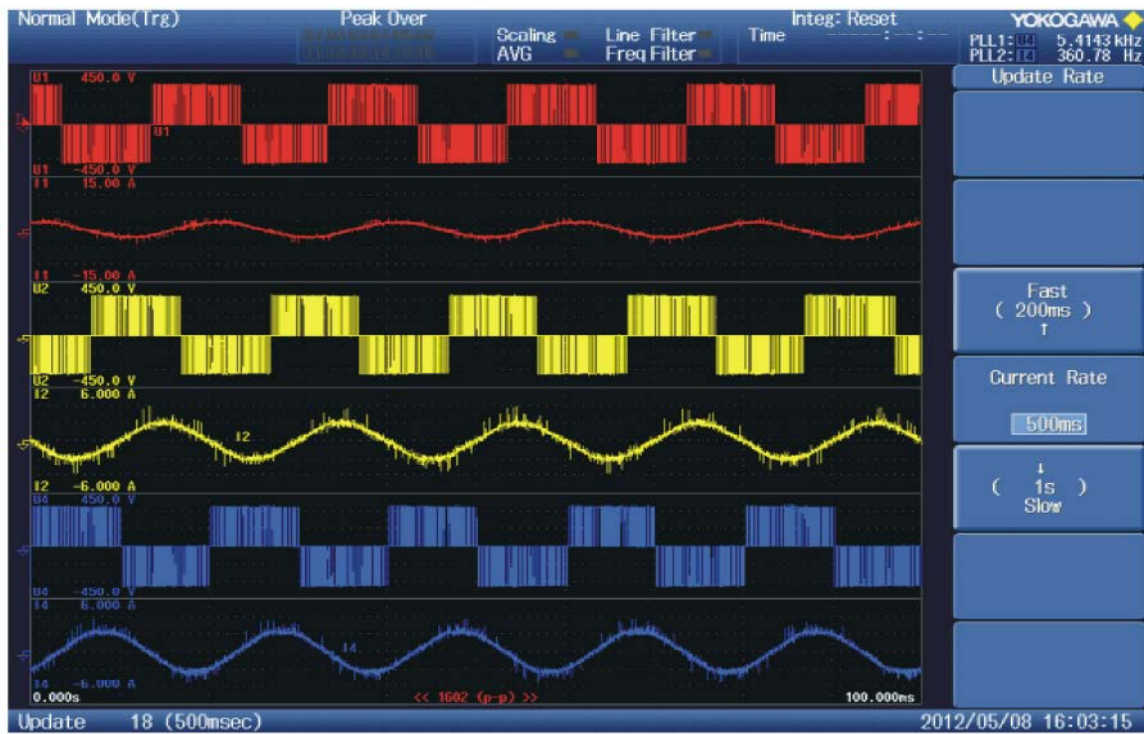 Normal Mode(Trg)
Peak Over
Scaling
AVG
Line Filter
Freq Filter
Integ: Reset
Time -----:--:--
YOKOGAWA
PLL1: U4 5.4143 kHz
PLL2: I4 360.78 Hz
Update Rate
U1 450.0 V
U1
U1 -450.0 V
I1 15.00 A
I1 -15.00 A
U2 450.0 V
U2 -450.0 V
I2 6.000 A
I2
I2 -6.000 A
U4 450.0 V
U4 -450.0 V
I4 6.000 A
I4
I4 -6.000 A
0.000s
<< 1602 (p-p) >>
100.000ms
Fast
( 200ms )
↑
Current Rate
500ms
↓
( 1s )
Slow
Update 18 (500msec)
2012/05/08 16:03:15